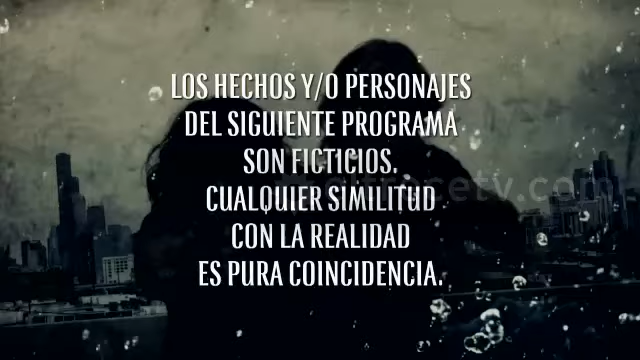 LOS HECHOS Y/O PERSONAJES
DEL SIGUIENTE PROGRAMA
SON FICTICIOS.
CUALQUIER SIMILITUD
CON LA REALIDAD
ES PURA COINCIDENCIA.